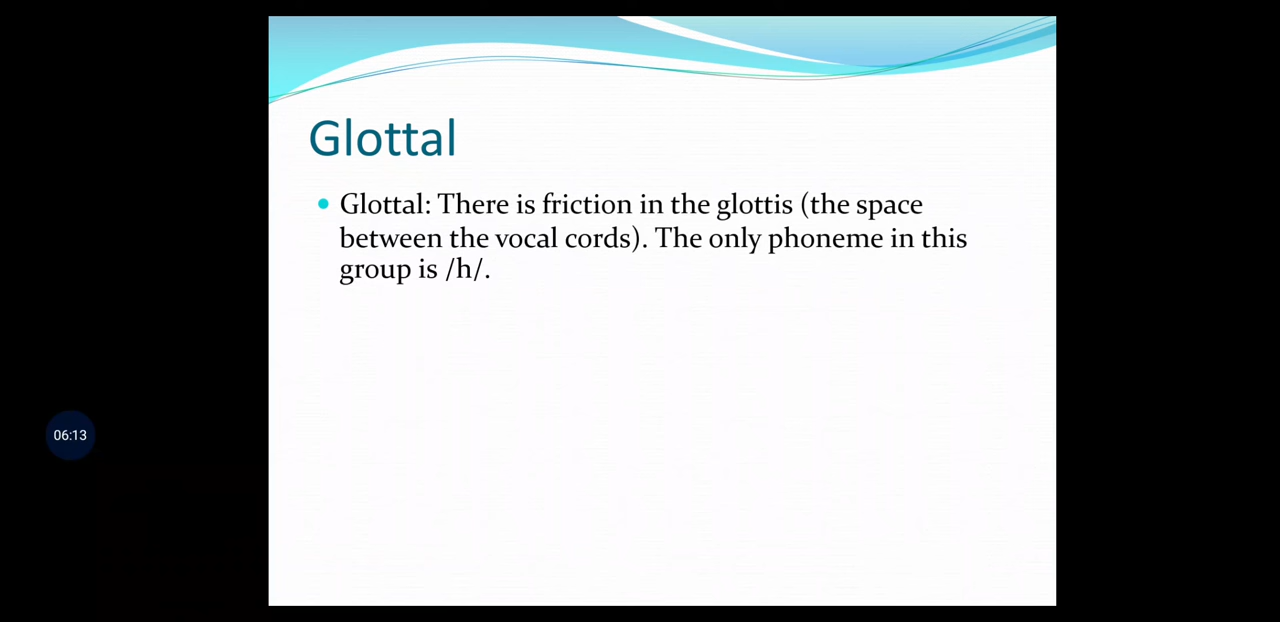 Glottal
Glottal: There is friction in the glottis (the space
between the vocal cords). The only phoneme in this
group is /h/.
06:13